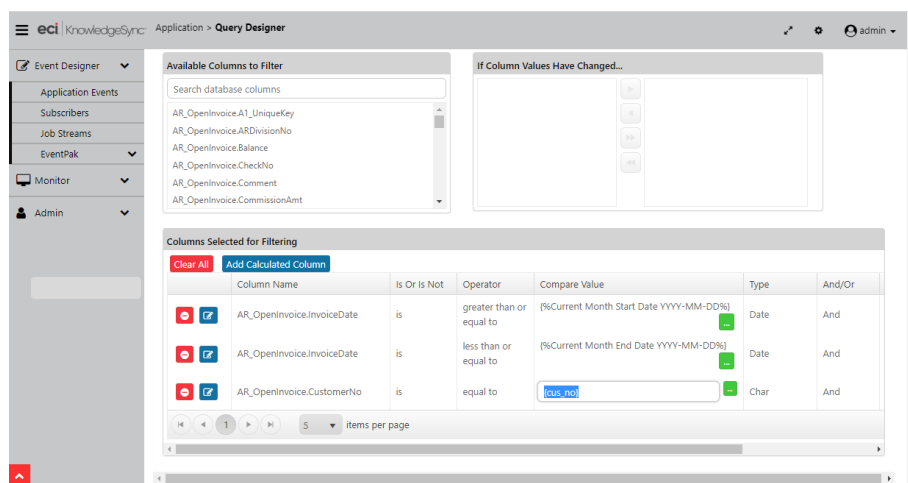 eci KnowledgeSync Application > Query Designer admin
Event Designer
Application Events
Subscribers
Job Streams
EventPak
Monitor
Admin
Available Columns to Filter
Search database columns
AR_OpenInvoice.A1_UniqueKey
AR_OpenInvoice.ARDivisionNo
AR_OpenInvoice.Balance
AR_OpenInvoice.CheckNo
AR_OpenInvoice.Comment
AR_OpenInvoice.CommissionAmt
If Column Values Have Changed...
Columns Selected for Filtering
Clear All Add Calculated Column
Column Name Is Or Is Not Operator Compare Value Type And/Or
AR_OpenInvoice.InvoiceDate is greater than or equal to {%Current Month Start Date YYYY-MM-DD%} ... Date And
AR_OpenInvoice.InvoiceDate is less than or equal to {%Current Month End Date YYYY-MM-DD%} ... Date And
AR_OpenInvoice.CustomerNo is equal to {cus_no} ... Char And
1 5 items per page